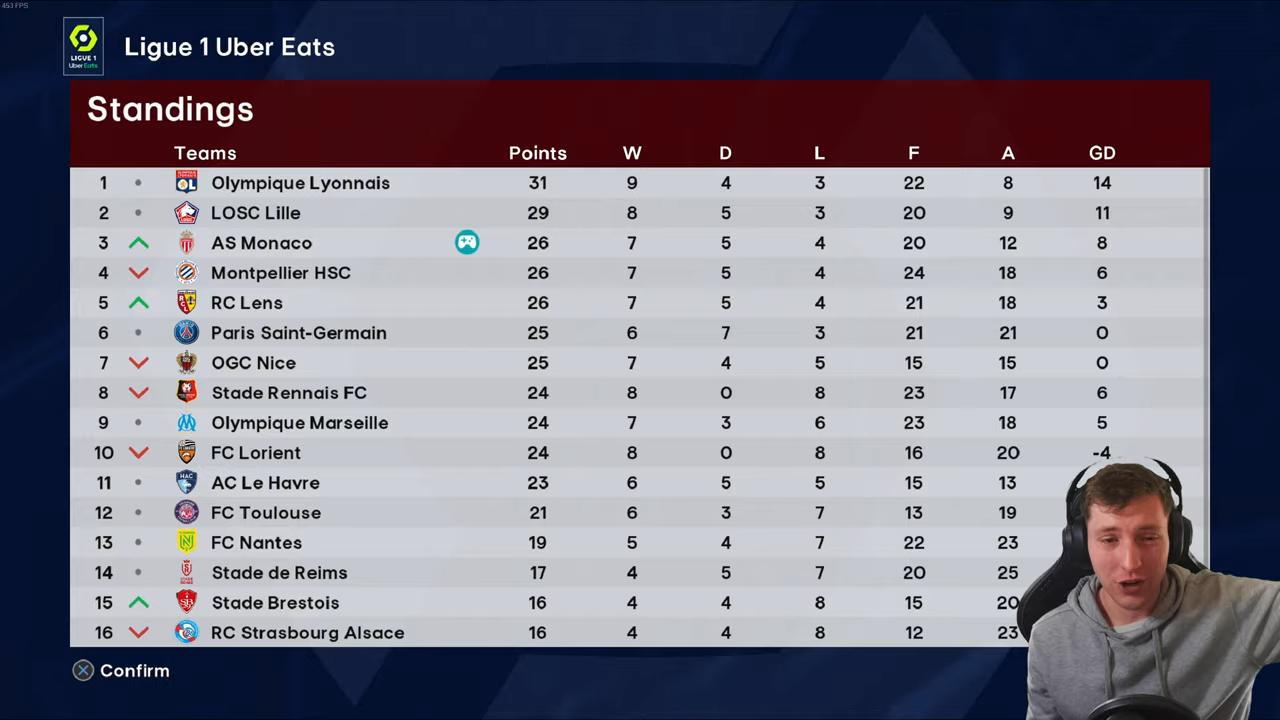 453 FPS
LIGUE 1
Uber Eats
Ligue 1 Uber Eats
Standings
Teams Points W D L F A GD
1 Olympique Lyonnais 31 9 4 3 22 8 14
2 LOSC Lille 29 8 5 3 20 9 11
3 AS Monaco 26 7 5 4 20 12 8
4 Montpellier HSC 26 7 5 4 24 18 6
5 RC Lens 26 7 5 4 21 18 3
6 Paris Saint-Germain 25 6 7 3 21 21 0
7 OGC Nice 25 7 4 5 15 15 0
8 Stade Rennais FC 24 8 0 8 23 17 6
9 Olympique Marseille 24 7 3 6 23 18 5
10 FC Lorient 24 8 0 8 16 20 -4
11 AC Le Havre 23 6 5 5 15 13
12 FC Toulouse 21 6 3 7 13 19
13 FC Nantes 19 5 4 7 22 23
14 Stade de Reims 17 4 5 7 20 25
15 Stade Brestois 16 4 4 8 15 20
16 RC Strasbourg Alsace 16 4 4 8 12 23
Confirm